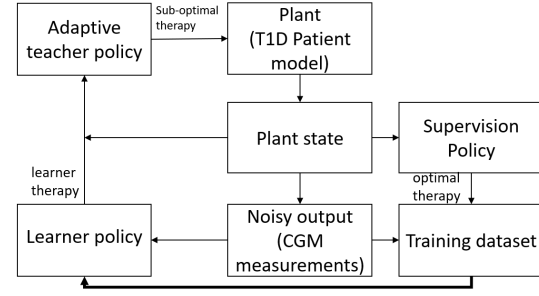 Adaptive
teacher policy
Sub-optimal
therapy
Plant
(T1D Patient
model)
Plant state
Supervision
Policy
learner
therapy
optimal
therapy
Learner policy
Noisy output
(CGM
measurements)
Training dataset